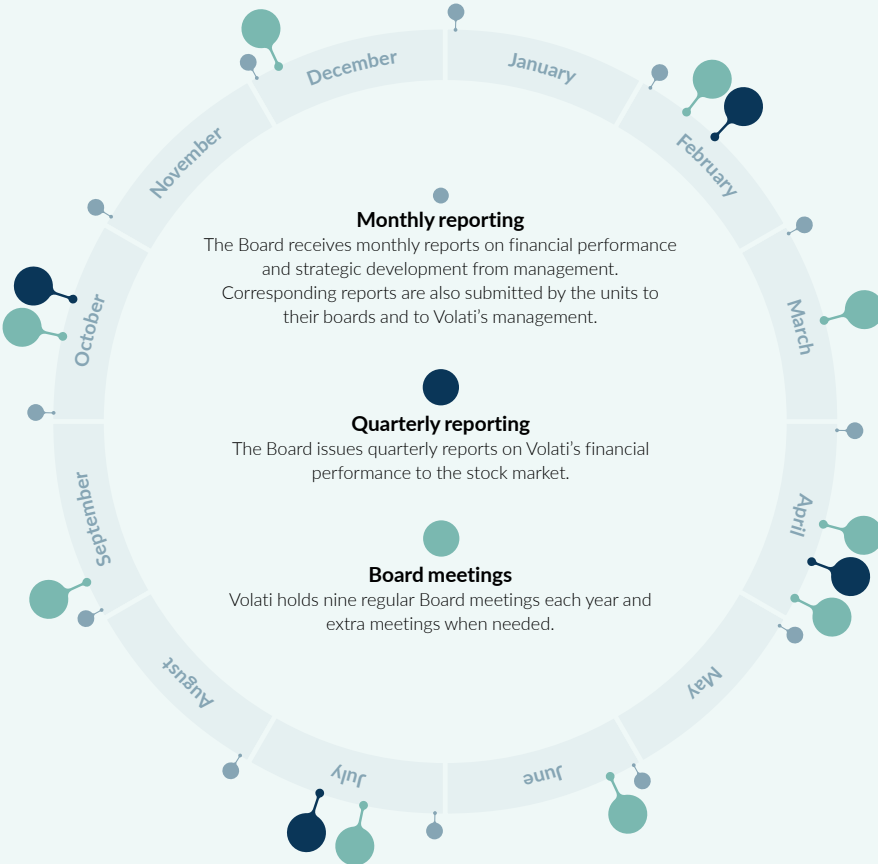 December
January
November
February
October
March
September
April
August
May
July
June
Monthly reporting
The Board receives monthly reports on financial performance
and strategic development from management.
Corresponding reports are also submitted by the units to
their boards and to Volati’s management.
Quarterly reporting
The Board issues quarterly reports on Volati’s financial
performance to the stock market.
Board meetings
Volati holds nine regular Board meetings each year and
extra meetings when needed.